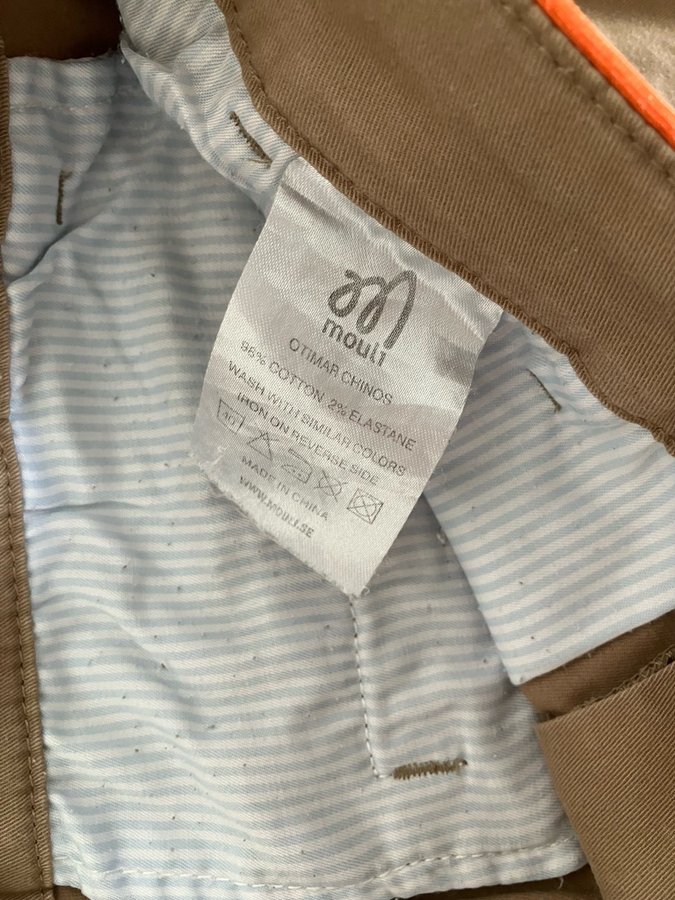 mouli
OTIMAR CHINOS
98% COTTON, 2% ELASTANE
WASH WITH SIMILAR COLORS
IRON ON REVERSE SIDE
40
MADE IN CHINA
WWW.MOULI.SE